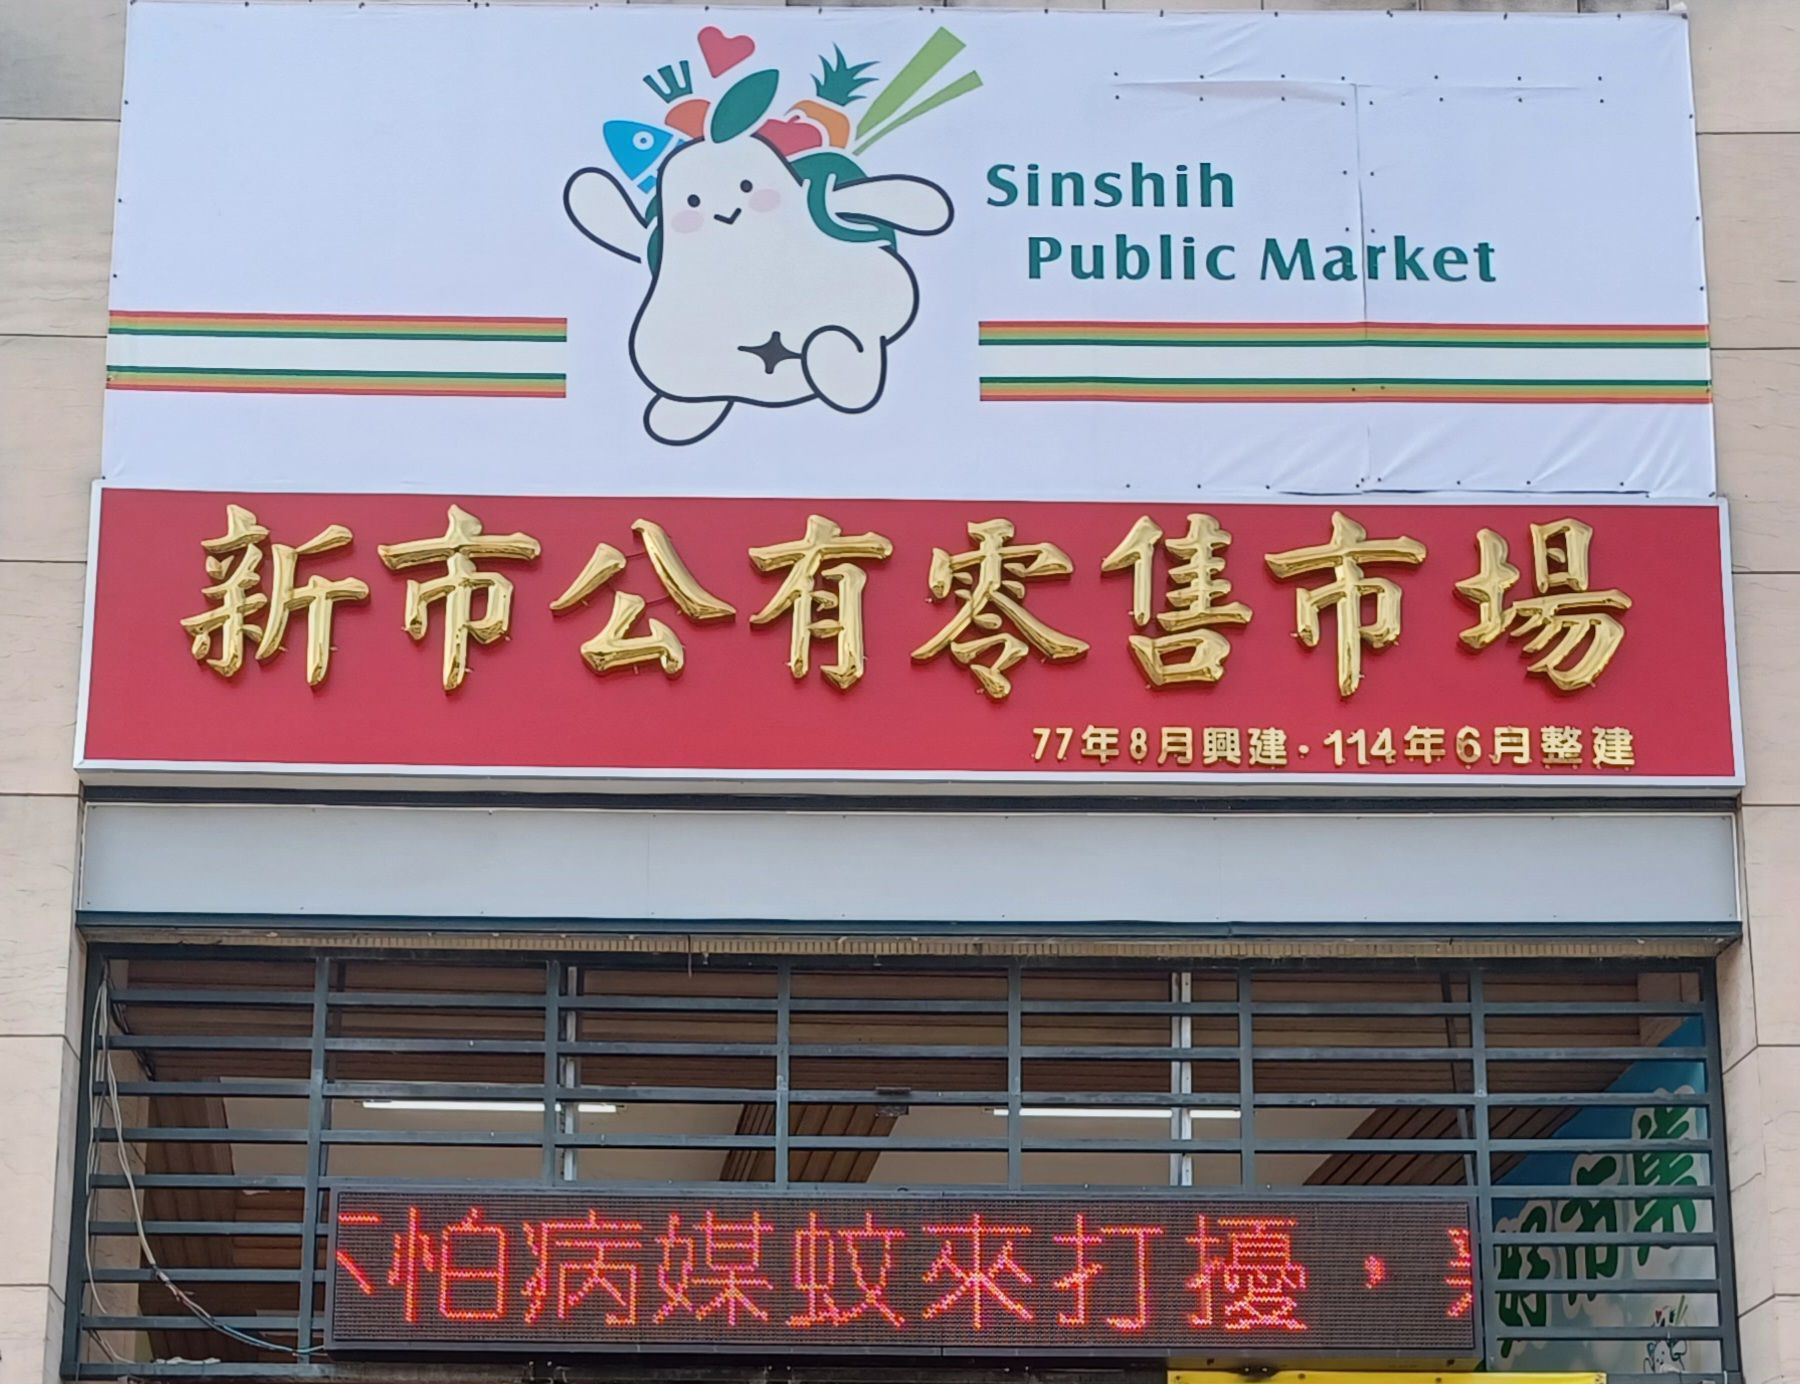 Sinshih
Public Market
新市公有零售市場
77年8月興建·114年6月整建
怕病媒蚊來打擾，